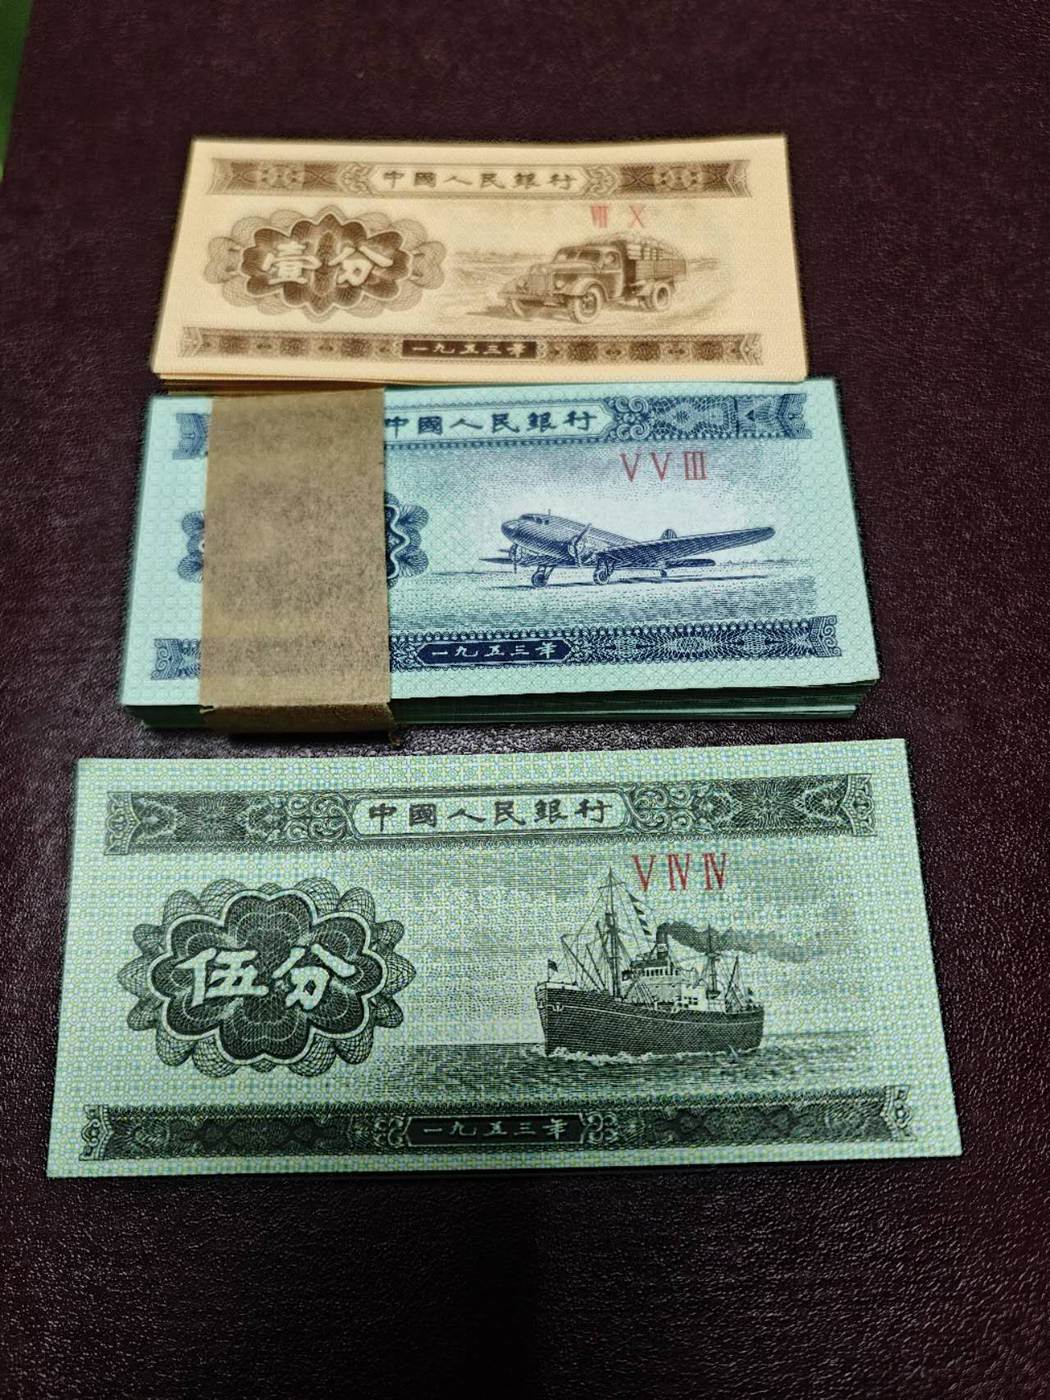 中國人民銀行
Ⅶ Ⅹ
壹分
一九五三年
中國人民銀行
Ⅴ Ⅴ Ⅲ
一九五三年
中國人民銀行
Ⅴ Ⅳ Ⅳ
伍分
一九五三年